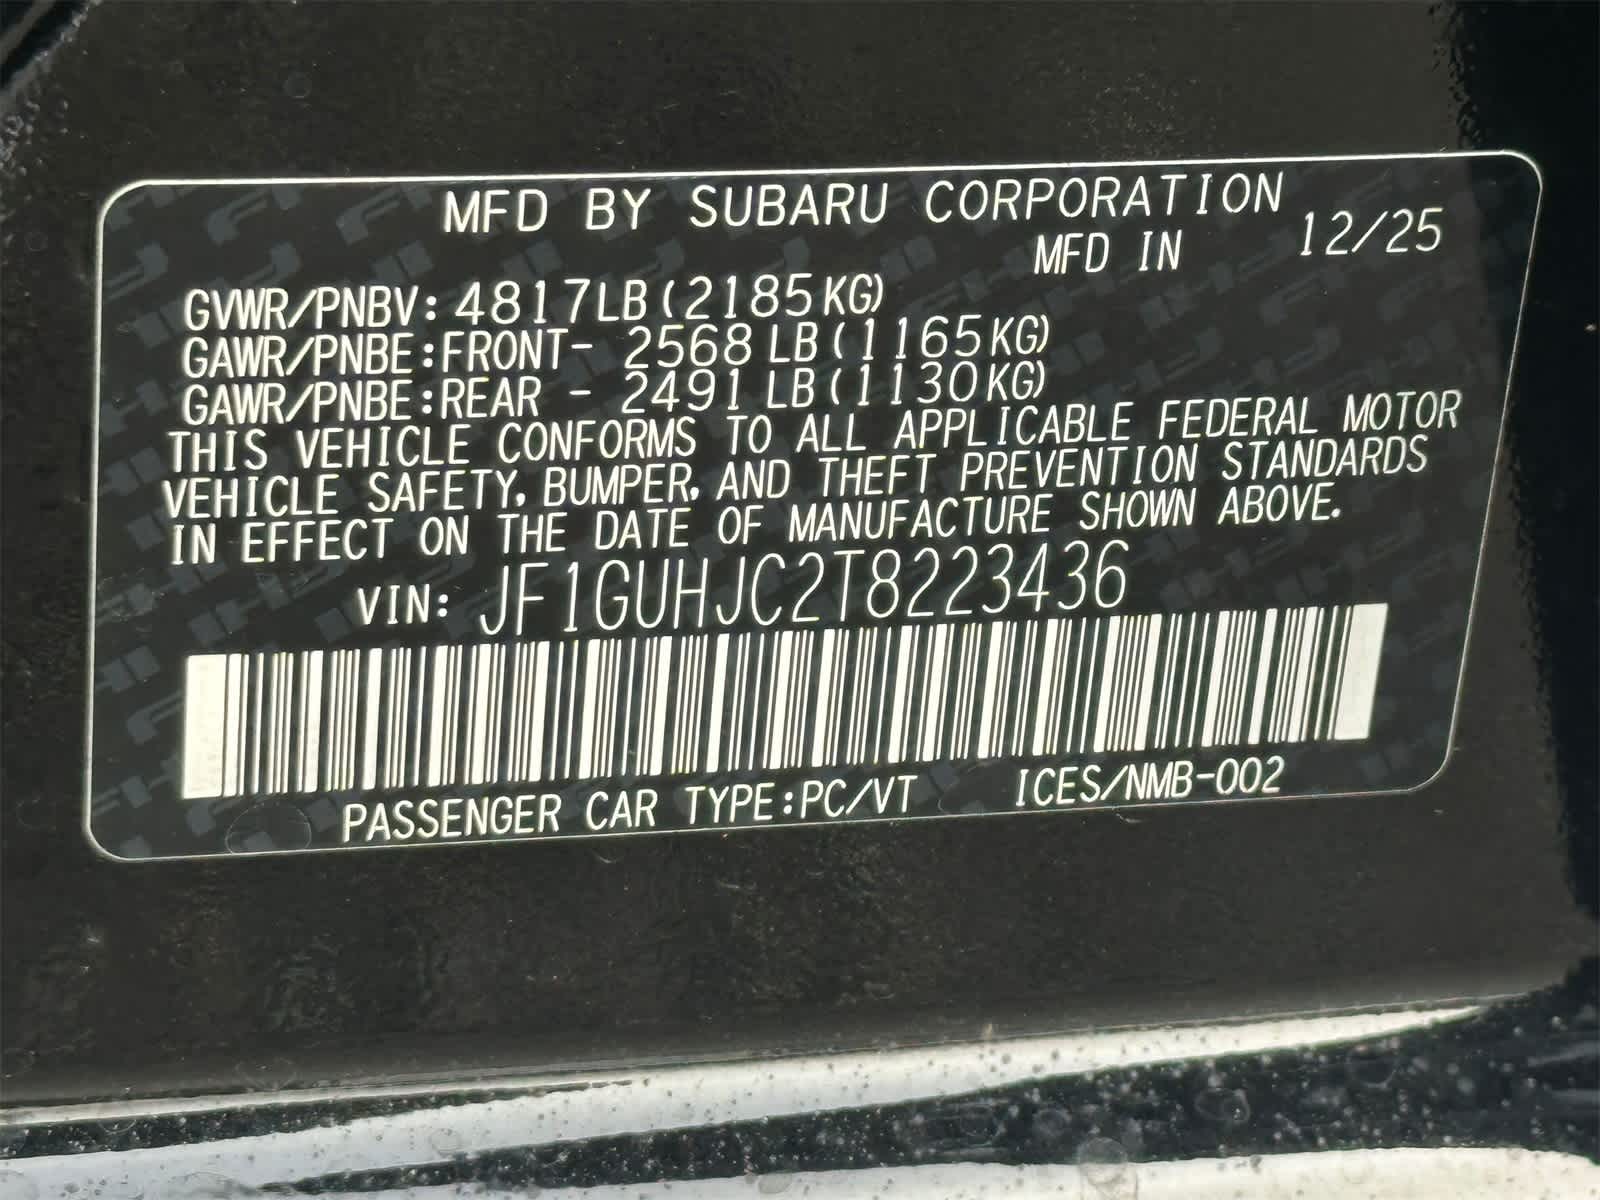 MFD BY SUBARU CORPORATION
MFD IN 12/25
GVWR/PNBV: 4817LB(2185KG)
GAWR/PNBE:FRONT- 2568 LB(1165KG)
GAWR/PNBE:REAR - 2491 LB(1130KG)
THIS VEHICLE CONFORMS TO ALL APPLICABLE FEDERAL MOTOR
VEHICLE SAFETY, BUMPER, AND THEFT PREVENTION STANDARDS
IN EFFECT ON THE DATE OF MANUFACTURE SHOWN ABOVE.
VIN: JF1GUHJC2T8223436
PASSENGER CAR TYPE:PC/VT ICES/NMB-002